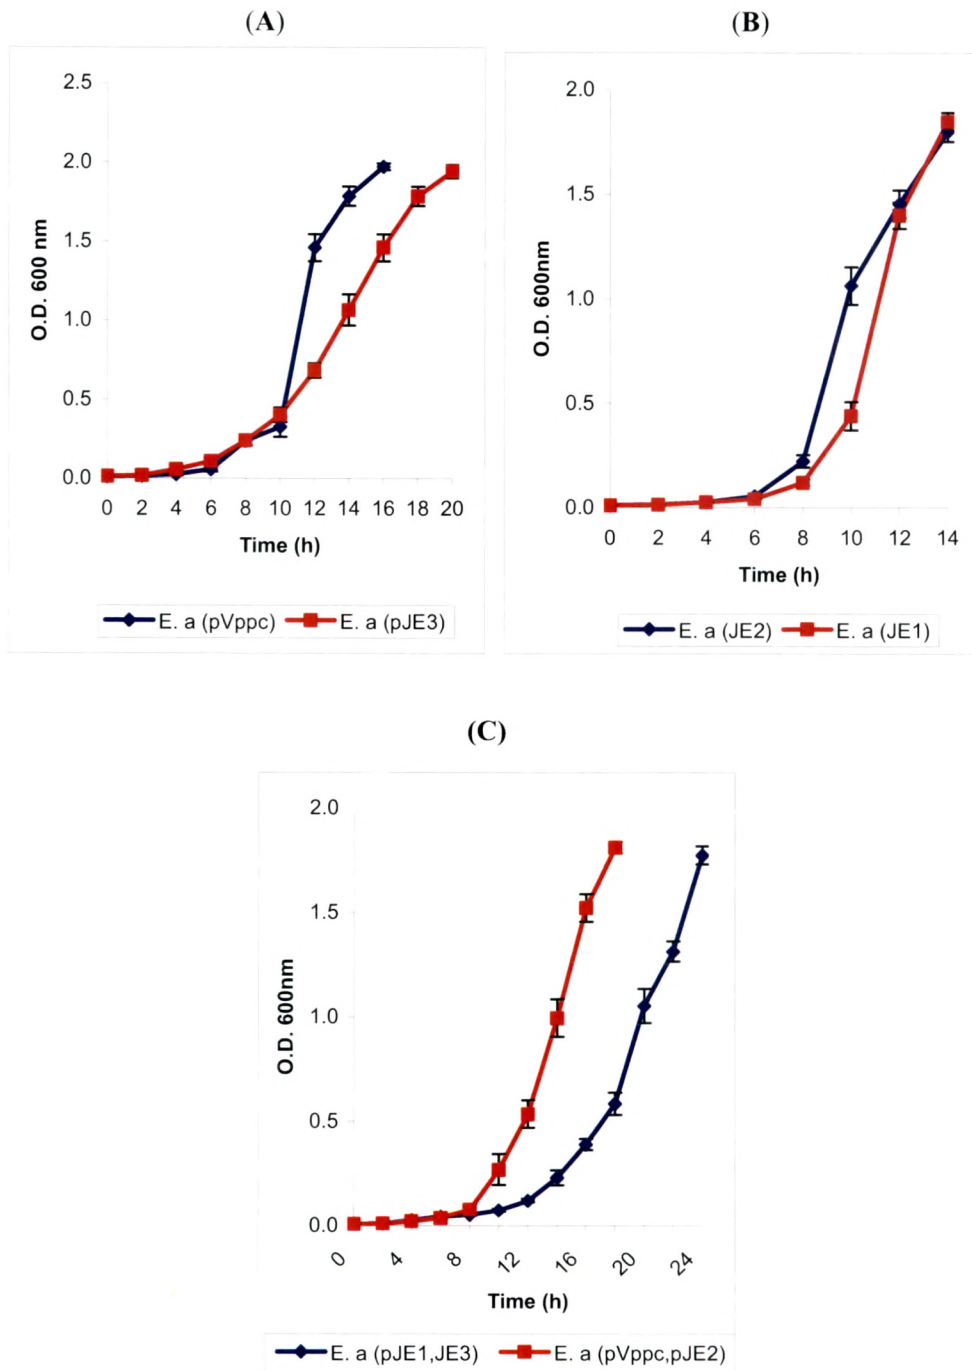 (A)
2.5
2.0
1.5
1.0
0.5
0.0
O.D. 600 nm
0 2 4 6 8 10 12 14 16 18 20
Time (h)
E. a (pVppc) E. a (pJE3)
(B)
2.0
1.5
1.0
0.5
0.0
O.D. 600nm
0 2 4 6 8 10 12 14
Time (h)
E. a (JE2) E. a (JE1)
(C)
2.0
1.5
1.0
0.5
0.0
O.D. 600nm
0 4 8 12 16 20 24
Time (h)
E. a (pJE1,JE3) E. a (pVppc,pJE2)